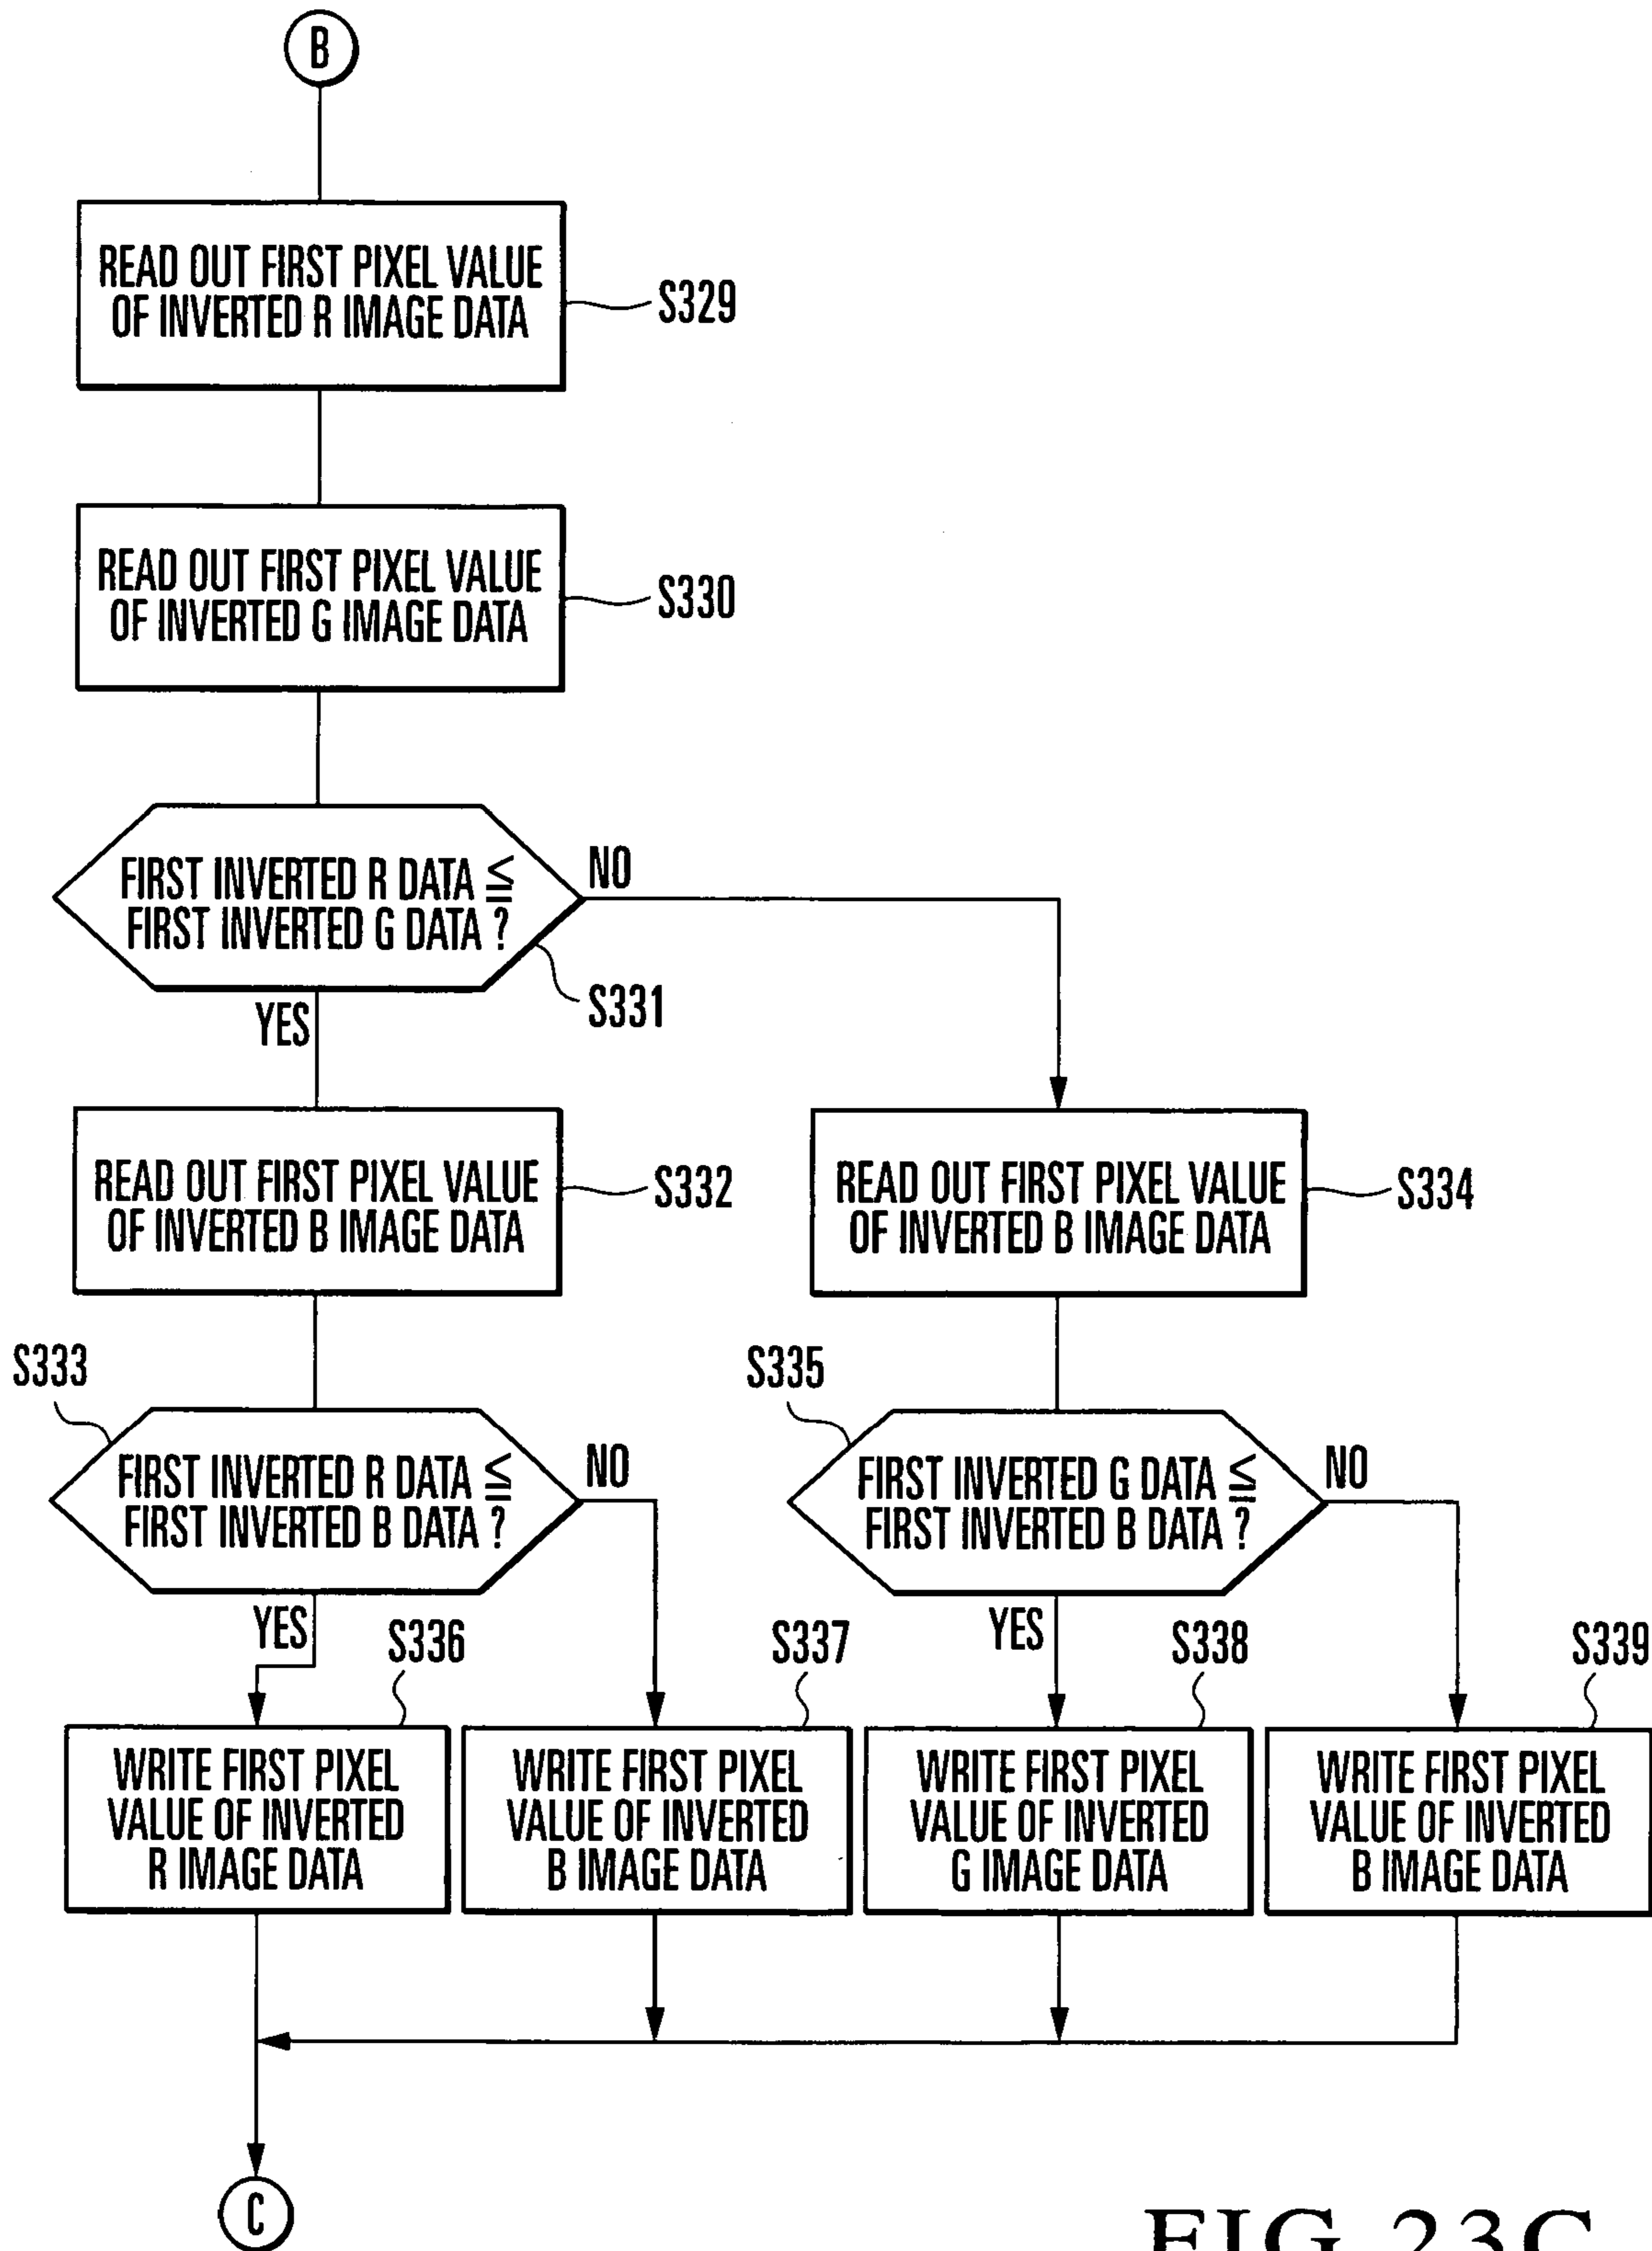 B
READ OUT FIRST PIXEL VALUE
OF INVERTED R IMAGE DATA
S329
READ OUT FIRST PIXEL VALUE
OF INVERTED G IMAGE DATA
S330
FIRST INVERTED R DATA ≦
FIRST INVERTED G DATA ?
NO
S331
YES
READ OUT FIRST PIXEL VALUE
OF INVERTED B IMAGE DATA
S332
READ OUT FIRST PIXEL VALUE
OF INVERTED B IMAGE DATA
S334
S333
FIRST INVERTED R DATA ≦
FIRST INVERTED B DATA ?
NO
S335
FIRST INVERTED G DATA ≦
FIRST INVERTED B DATA ?
NO
YES
S336
S337
YES
S338
S339
WRITE FIRST PIXEL
VALUE OF INVERTED
R IMAGE DATA
WRITE FIRST PIXEL
VALUE OF INVERTED
B IMAGE DATA
WRITE FIRST PIXEL
VALUE OF INVERTED
G IMAGE DATA
WRITE FIRST PIXEL
VALUE OF INVERTED
B IMAGE DATA
C
FIG. 23C